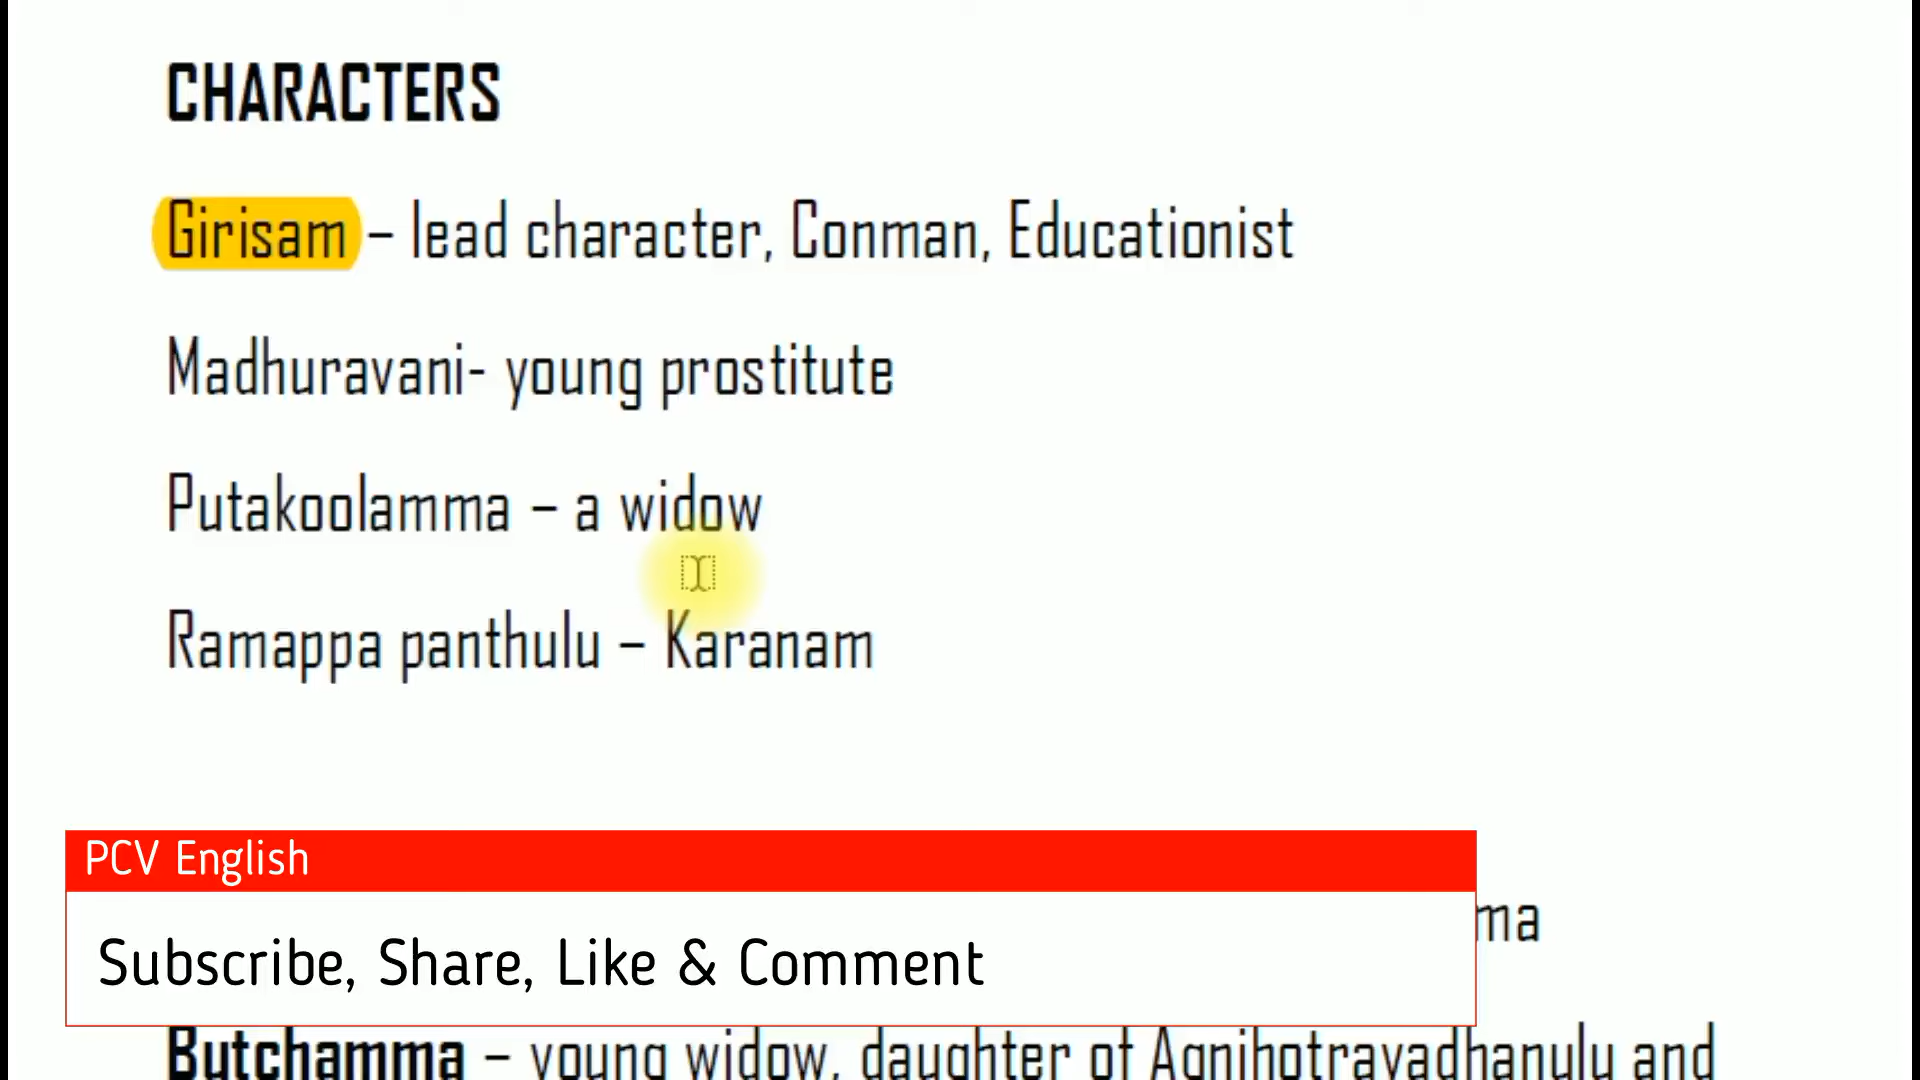 CHARACTERS
Girisam – lead character, Conman, Educationist
Madhuravani- young prostitute
Putakoolamma – a widow
Ramappa panthulu – Karanam
PCV English
ma
Subscribe, Share, Like & Comment
Butchamma – young widow, daughter of Agnihotravadhanulu and